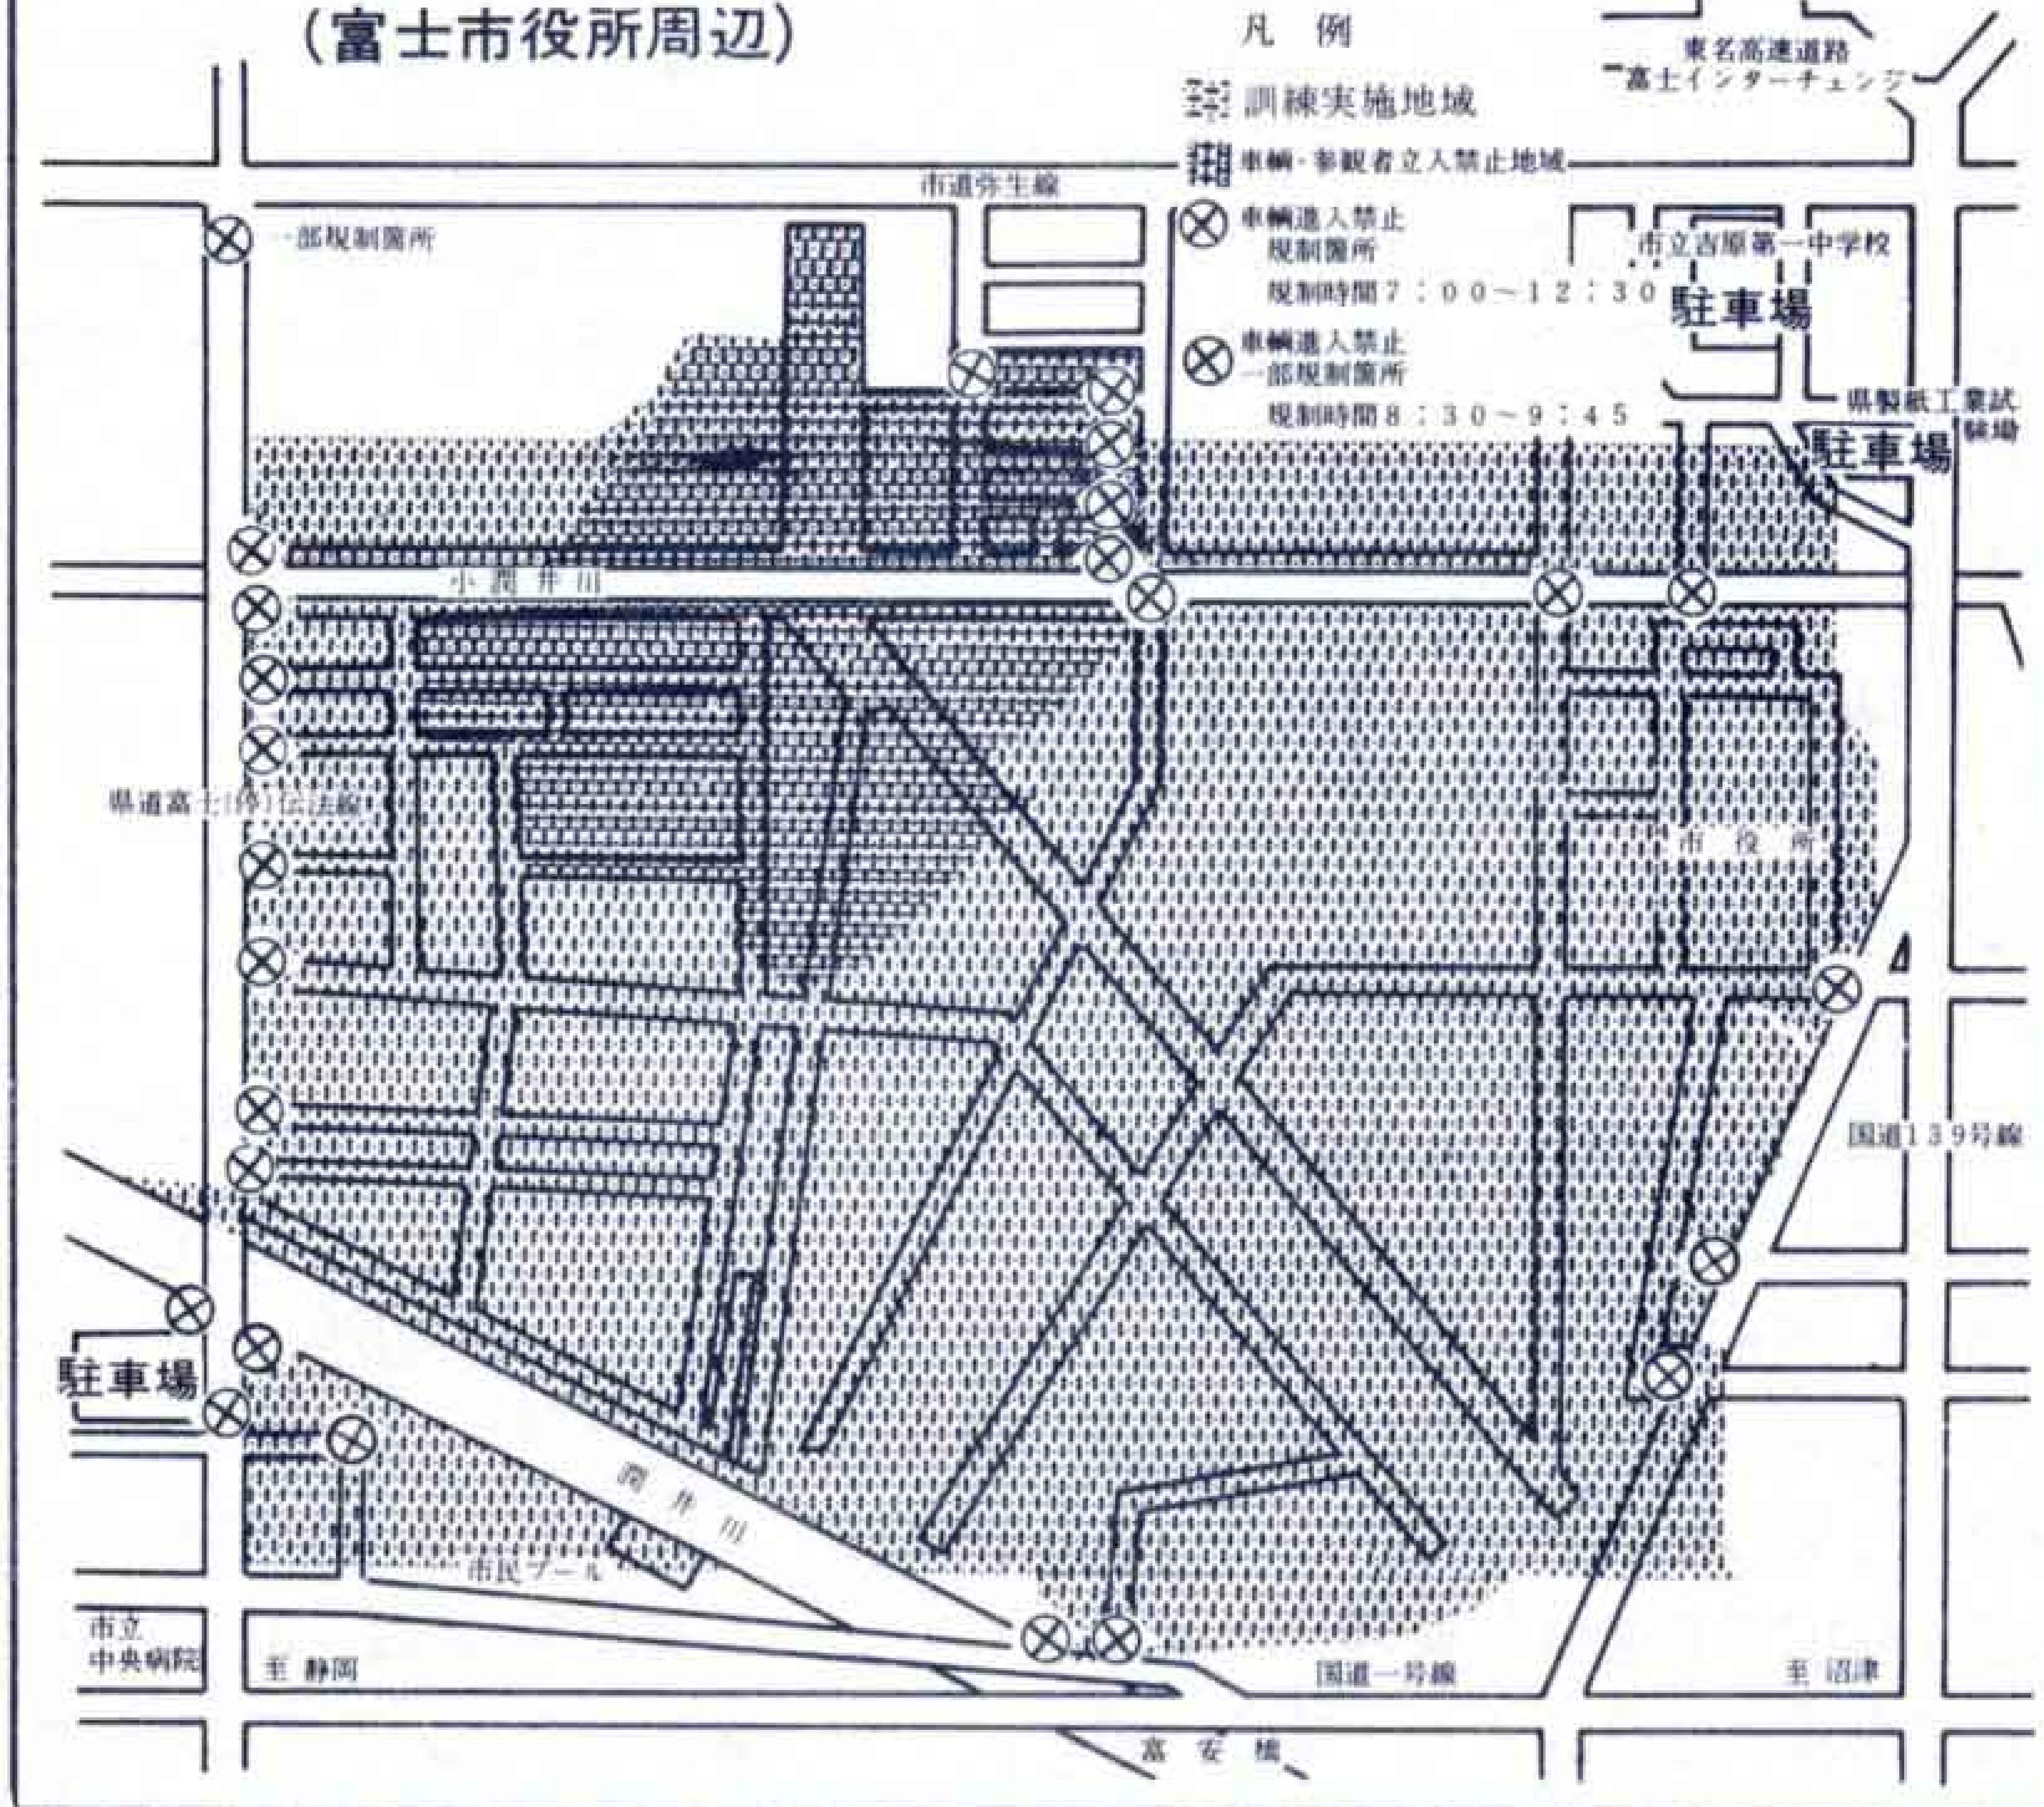 (富士市役所周辺)
凡 例
訓練実施地域
車輌・参観者立入禁止地域
車輌進入禁止
規制箇所
規制時間7:00~12:30
車輌進入禁止
一部規制箇所
規制時間8:30~9:45
東名高速道路
富士インターチェンジ
市道弥生線
一部規制箇所
市立吉原第一中学校
駐車場
県製紙工業試
験場
駐車場
小潤井川
県道富士(停)伝法線
市 役 所
国道139号線
駐車場
潤 井 川
市民プール
市立
中央病院
至 静岡
国道一号線
至 沼津
富 安 橋